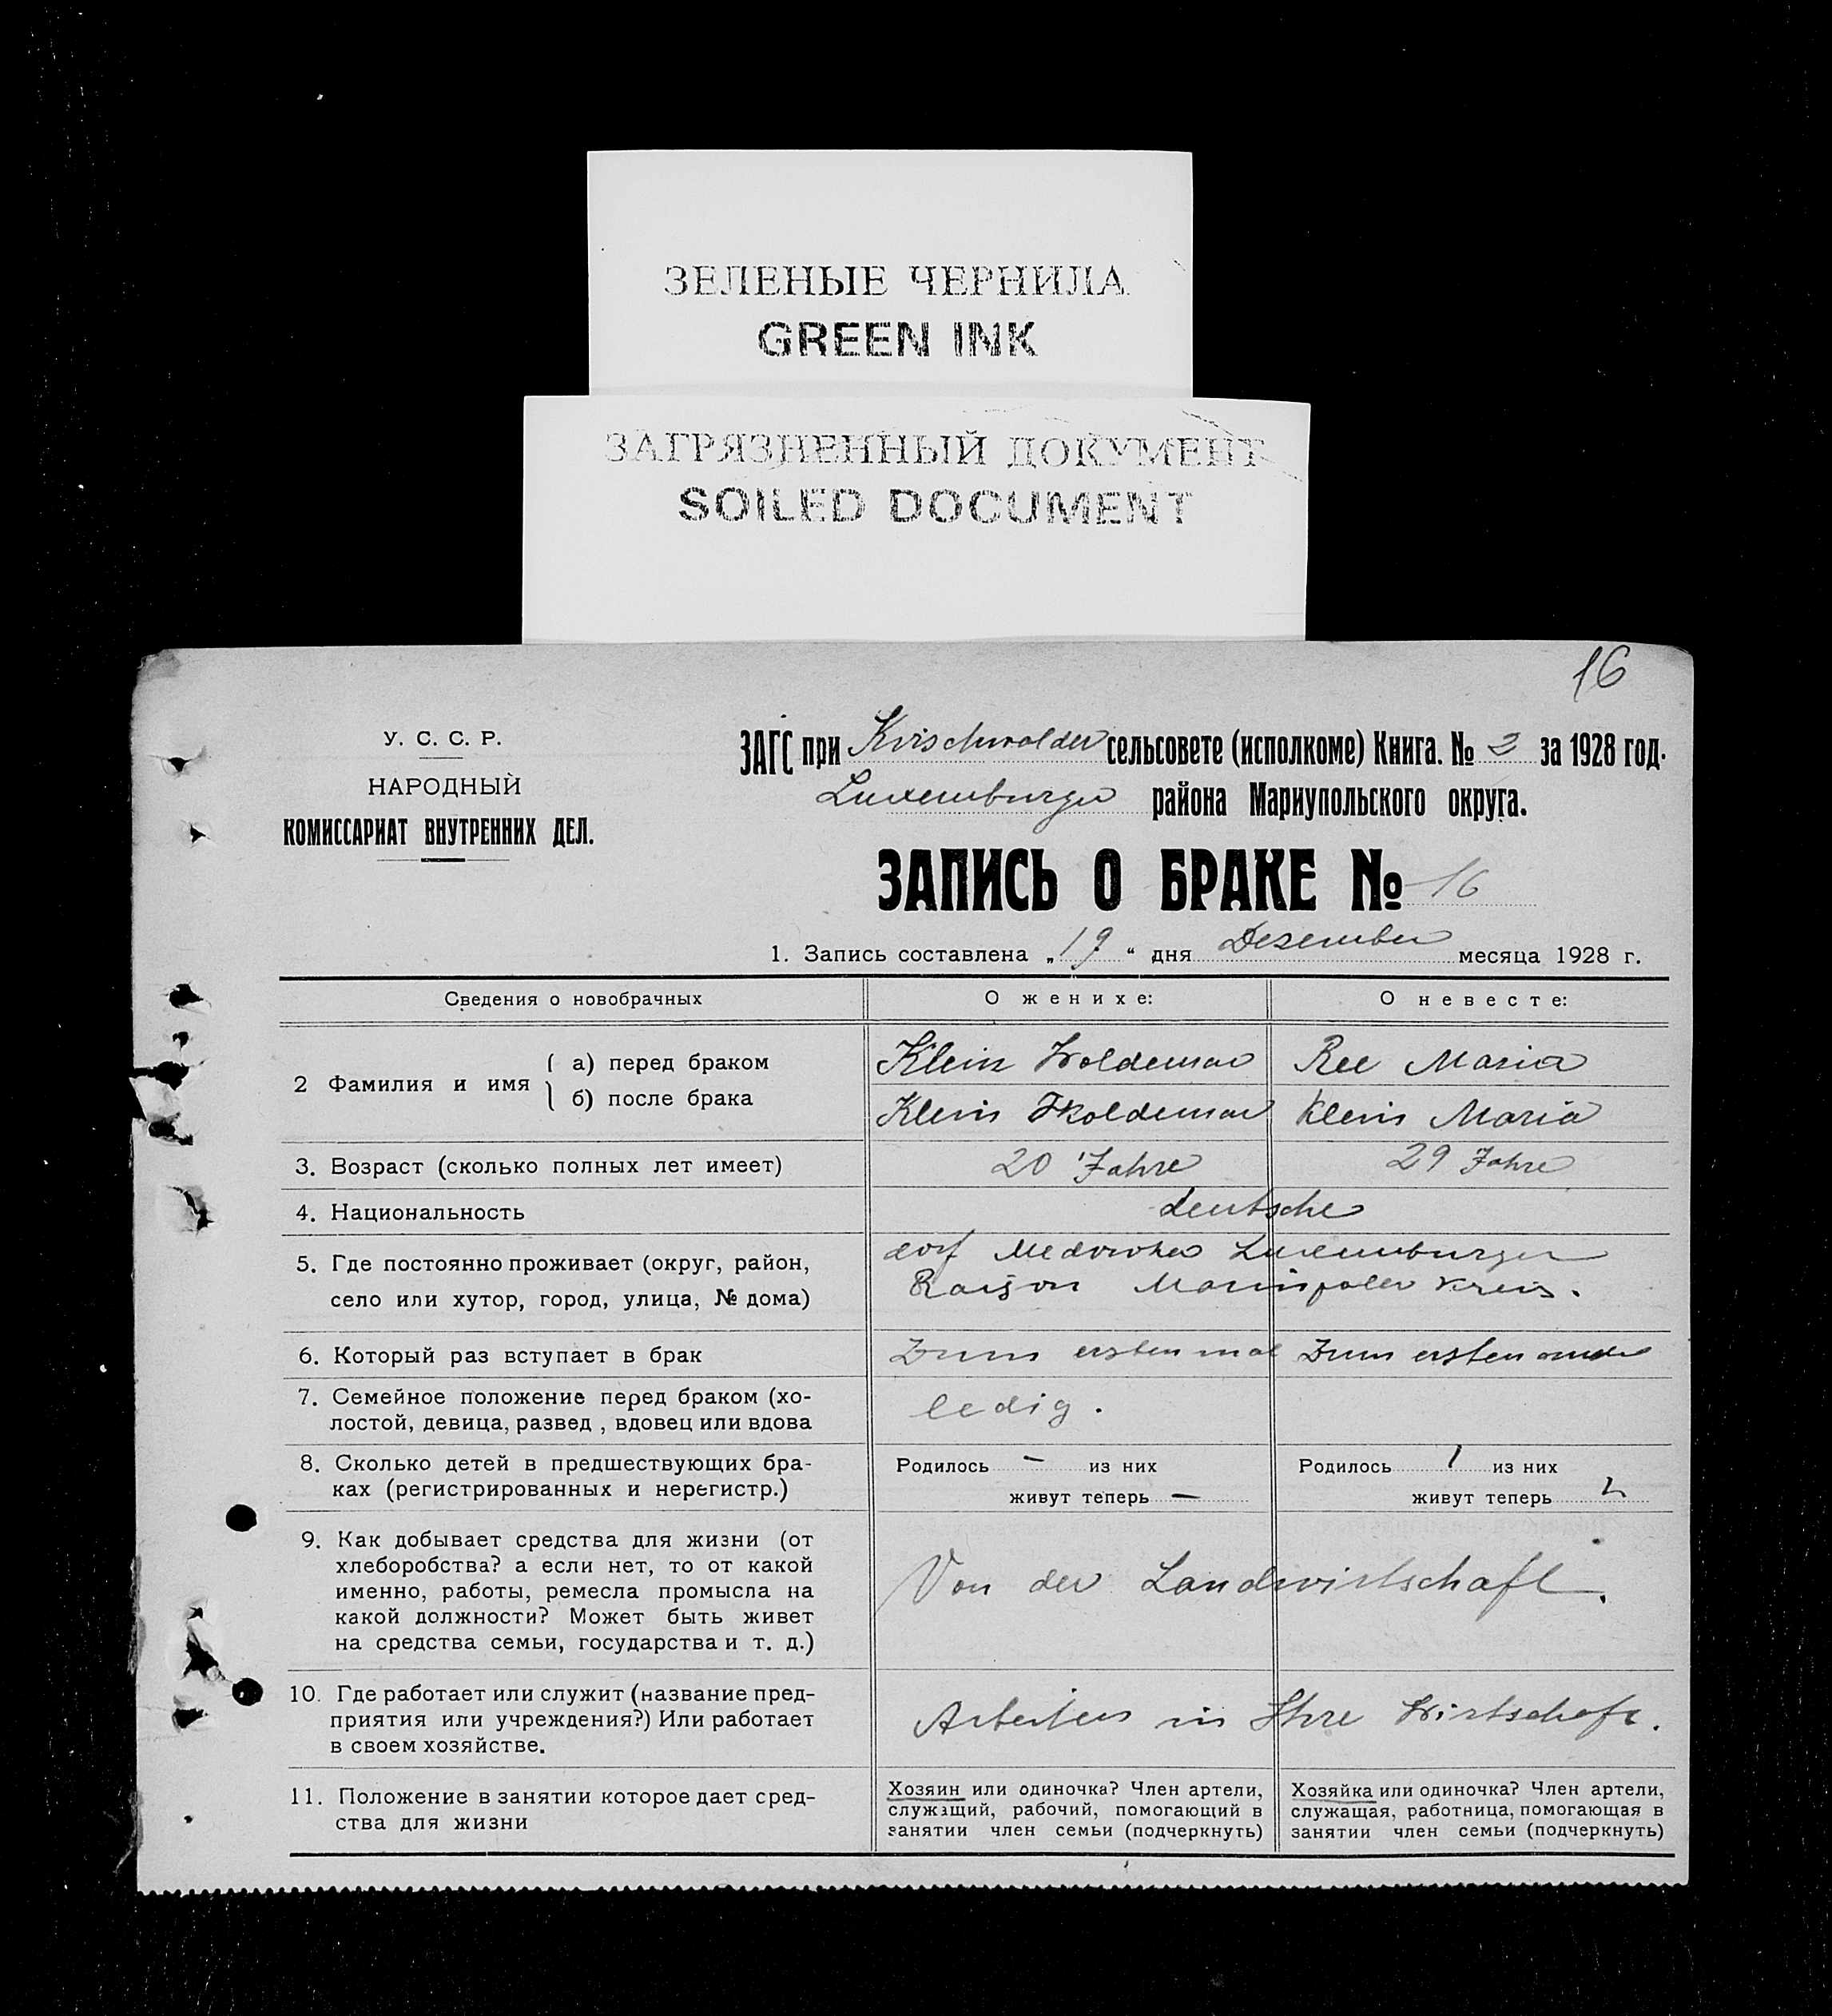 ЗЕЛЕНЫЕ ЧЕРНИЛА
GREEN INK
ЗАГРЯЗНЕННЫЙ ДОКУМЕНТ
SOILED DOCUMENT
16
У. С. С. Р.
НАРОДНЫЙ
КОМИССАРИАТ ВНУТРЕННИХ ДЕЛ.
ЗАГС при Kirschwalder сельсовете (исполкоме) Книга. № 2 за 1928 год.
Luxemburger района Мариупольского округа.
ЗАПИСЬ О БРАКЕ № 16
1. Запись составлена „19“ дня Dezember месяца 1928 г.
Сведения о новобрачных О женихе: О невесте:
2 Фамилия и имя
а) перед браком Klein Woldemar Ree Maria
б) после брака Klein Woldemar Klein Maria
3. Возраст (сколько полных лет имеет) 20 Jahre 29 Jahre
4. Национальность deutsche
5. Где постоянно проживает (округ, район,
село или хутор, город, улица, № дома)
dorf Luxemburger
Raijon Mariupoler Kreis.
6. Который раз вступает в брак Zum ersten mal Zum ersten
7. Семейное положение перед браком (хо-
лостой, девица, развед , вдовец или вдова
ledig.
8. Сколько детей в предшествующих бра-
ках (регистрированных и нерегистр.)
Родилось — из них
живут теперь —
Родилось 1 из них
живут теперь
9. Как добывает средства для жизни (от
хлеборобства? а если нет, то от какой
именно, работы, ремесла промысла на
какой должности? Может быть живет
на средства семьи, государства и т. д.)
Von der Landwirtschaft.
10. Где работает или служит (название пред-
приятия или учреждения?) Или работает
в своем хозяйстве.
Arbeiten in Ihre Wirtschaft.
11. Положение в занятии которое дает сред-
ства для жизни
Хозяин или одиночка? Член артели,
служащий, рабочий, помогающий в
занятии член семьи (подчеркнуть)
Хозяйка или одиночка? Член артели,
служащая, работница, помогающая в
занятии член семьи (подчеркнуть)